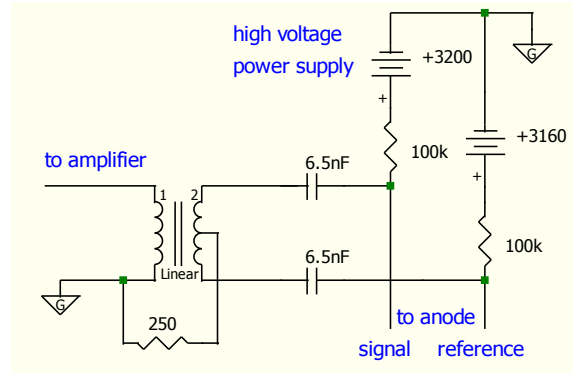 high voltage
power supply
+3200
G
+
+3160
to amplifier
100k
+
6.5nF
1
2
100k
Linear
6.5nF
G
250
to anode
signal
reference